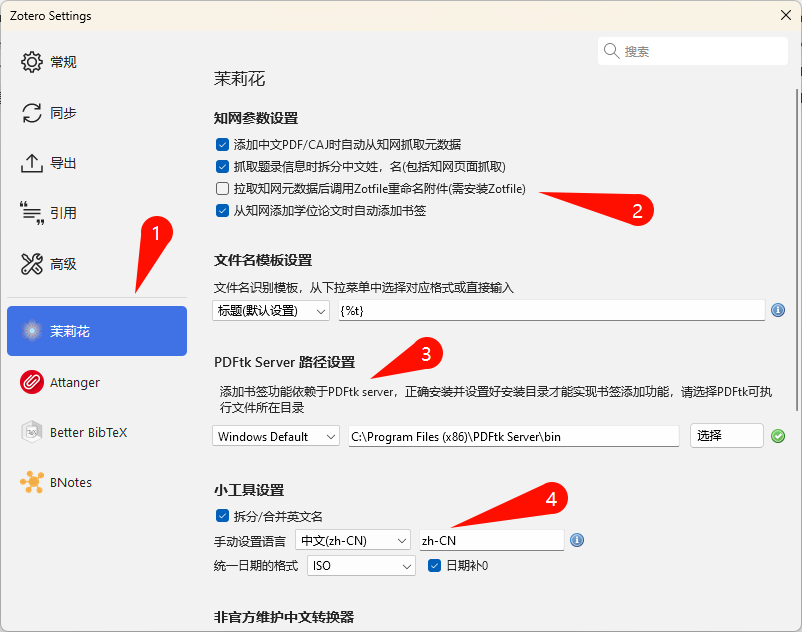 Zotero Settings
常规
同步
导出
引用
高级
茉莉花
Attanger
Better BibTeX
BNotes
搜索
茉莉花
知网参数设置
添加中文PDF/CAJ时自动从知网抓取元数据
抓取题录信息时拆分中文姓，名(包括知网页面抓取)
拉取知网元数据后调用Zotfile重命名附件(需安装Zotfile)
从知网添加学位论文时自动添加书签
1
2
文件名模板设置
文件名识别模板，从下拉菜单中选择对应格式或直接输入
标题(默认设置) {%t}
PDFtk Server 路径设置
3
添加书签功能依赖于PDFtk server，正确安装并设置好安装目录才能实现书签添加功能，请选择PDFtk可执
行文件所在目录
Windows Default C:\Program Files (x86)\PDFtk Server\bin 选择
小工具设置
4
拆分/合并英文名
手动设置语言 中文(zh-CN) zh-CN
统一日期的格式 ISO 日期补0
非官方维护中文转换器